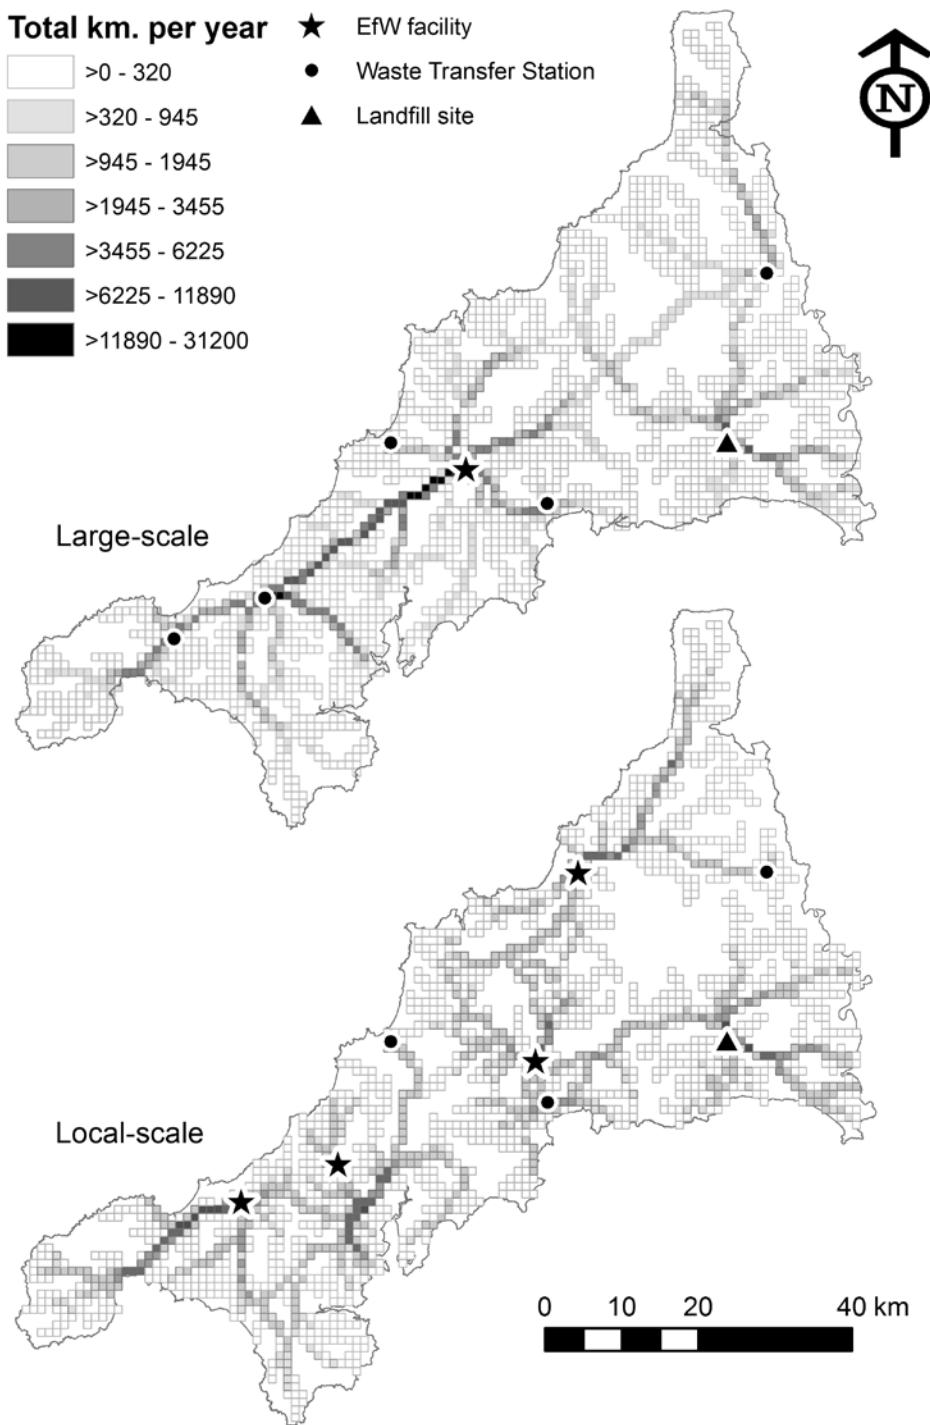 Total km. per year
>0 - 320
>320 - 945
>945 - 1945
>1945 - 3455
>3455 - 6225
>6225 - 11890
>11890 - 31200
EfW facility
Waste Transfer Station
Landfill site
N
Large-scale
Local-scale
0 10 20 40 km